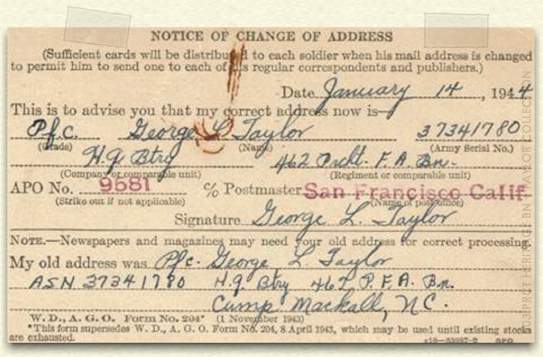 NOTICE OF CHANGE OF ADDRESS
(Sufficient cards will be distributed to each soldier when his mail address is changed
to permit him to send one to each of his regular correspondents and publishers.)
Date January 14, 1944
This is to advise you that my correct address now is—
Pfc. George L Taylor 37341780
(Grade) (Name) (Army Serial No.)
Hq Btry 462 Prcht. F.A. Bn.
(Company or comparable unit) (Regiment or comparable unit)
APO No. 9581 c/o Postmaster San Francisco Calif
(Strike out if not applicable) (Name of post office)
Signature George L. Taylor
NOTE.—Newspapers and magazines may need your old address for correct processing.
My old address was Pfc. George L Taylor
ASN 37341780 Hq Btry 467, P.F.A. Bn.
Camp Mackall, N.C.
W. D., A. G. O. Form No. 204* (1 November 1943)
*This form supersedes W. D., A. G. O. Form No. 204, 8 April 1943, which may be used until existing stocks
are exhausted.